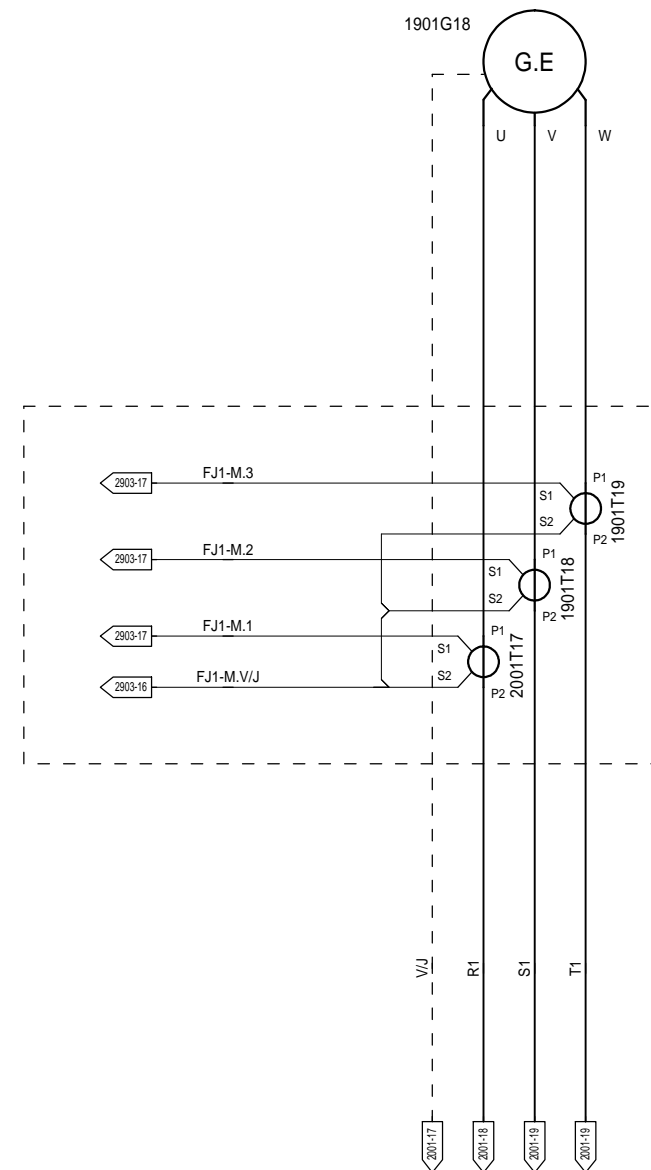 1901G18
G.E
U
V
W
2903-17
FJ1-M.3
S1
S2
P1
P2
1901T19
2903-17
FJ1-M.2
S1
S2
P1
P2
1901T18
2903-17
FJ1-M.1
S1
S2
P1
P2
2001T17
2903-16
FJ1-M.V/J
V/J
R1
S1
T1
2001-17
2001-18
2001-19
2001-19